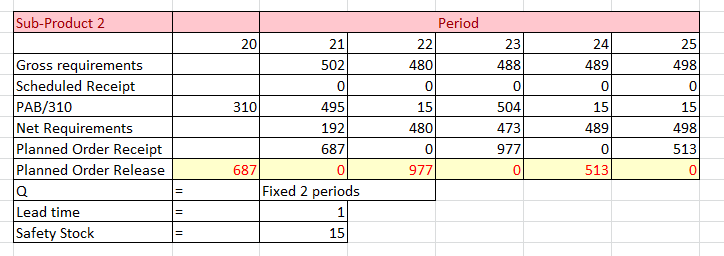 Sub-Product 2 Period
20 21 22 23 24 25
Gross requirements 502 480 488 489 498
Scheduled Receipt 0 0 0 0 0
PAB/310 310 495 15 504 15 15
Net Requirements 192 480 473 489 498
Planned Order Receipt 687 0 977 0 513
Planned Order Release 687 0 977 0 513 0
Q = Fixed 2 periods
Lead time = 1
Safety Stock = 15